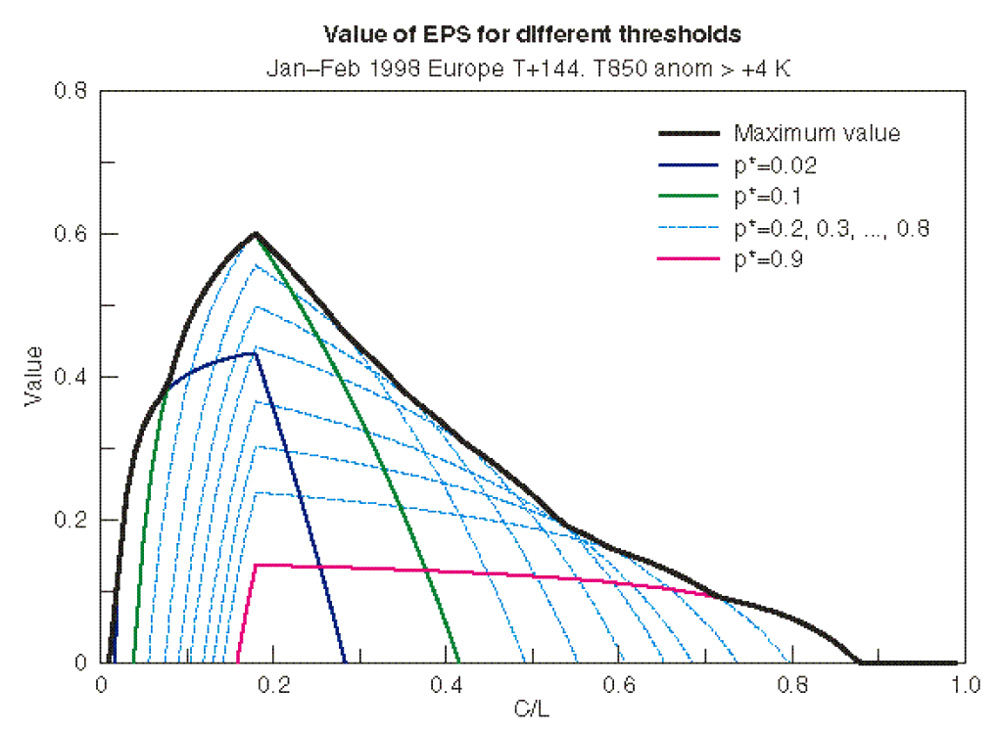 Value of EPS for different thresholds
Jan–Feb 1998 Europe T+144. T850 anom > +4 K
0.8
Maximum value
p*=0.02
p*=0.1
p*=0.2, 0.3, ..., 0.8
p*=0.9
0.6
0.4
Value
0.2
0
0 0.2 0.4 0.6 0.8 1.0
C/L